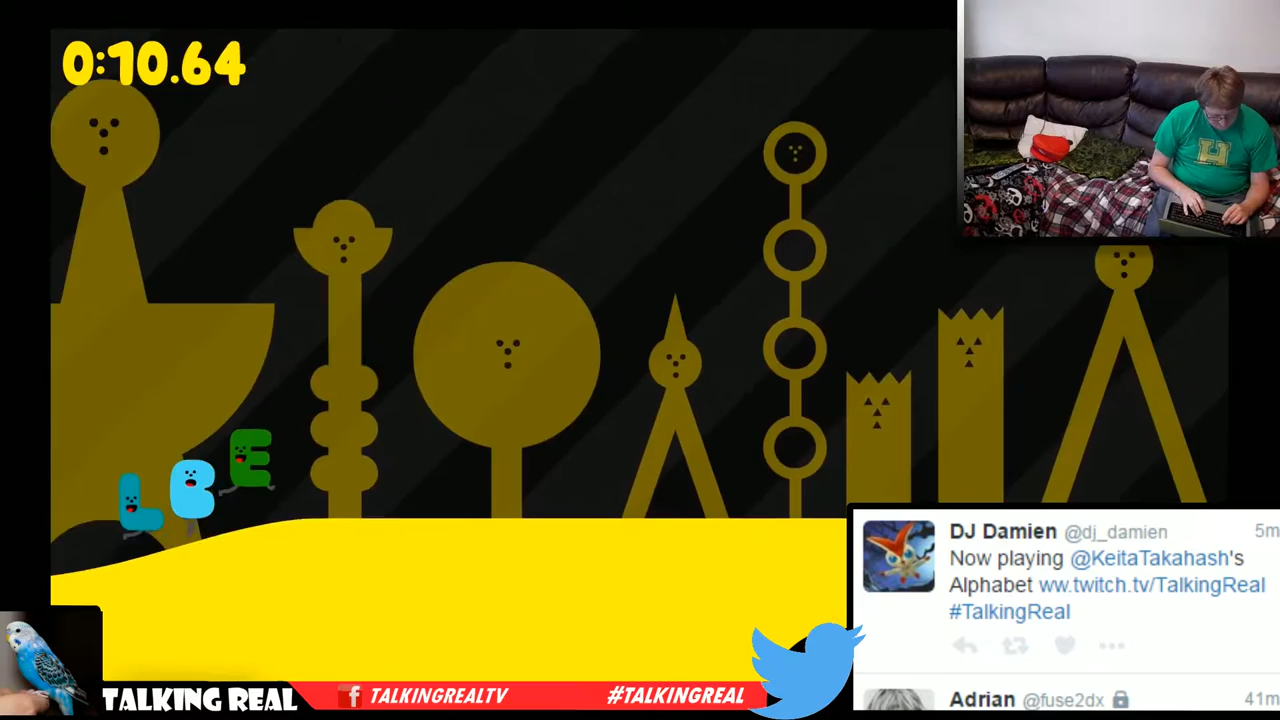 0:10.64
L B E
DJ Damien @dj_damien 5m
Now playing @KeitaTakahash's
Alphabet ww.twitch.tv/TalkingReal
#TalkingReal
Adrian @fuse2dx 41m
TALKING REAL
TALKINGREALTV
#TALKINGREAL